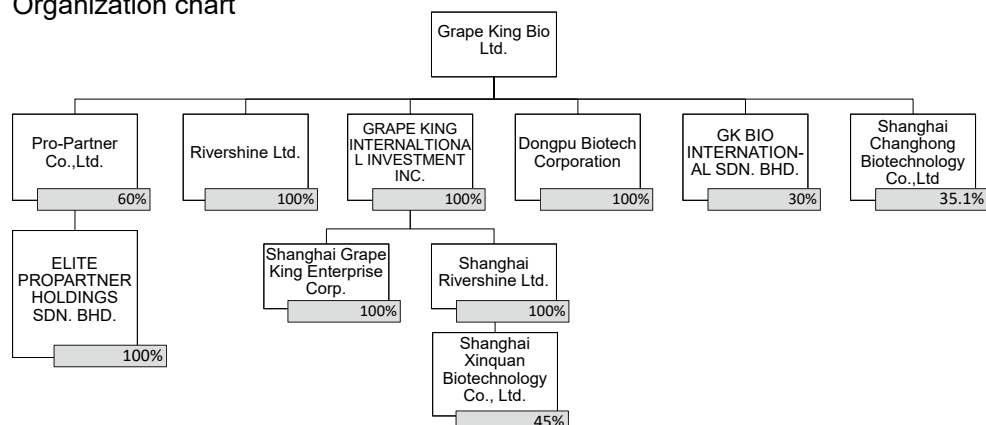 Organization chart
Grape King Bio
Ltd.
Pro-Partner
Co.,Ltd.
60%
Rivershine Ltd.
100%
GRAPE KING
INTERNALTIONA
L INVESTMENT
INC.
100%
Dongpu Biotech
Corporation
100%
GK BIO
INTERNATION-
AL SDN. BHD.
30%
Shanghai
Changhong
Biotechnology
Co.,Ltd
35.1%
ELITE
PROPARTNER
HOLDINGS
SDN. BHD.
100%
Shanghai Grape
King Enterprise
Corp.
100%
Shanghai
Rivershine Ltd.
100%
Shanghai
Xinquan
Biotechnology
Co., Ltd.
45%